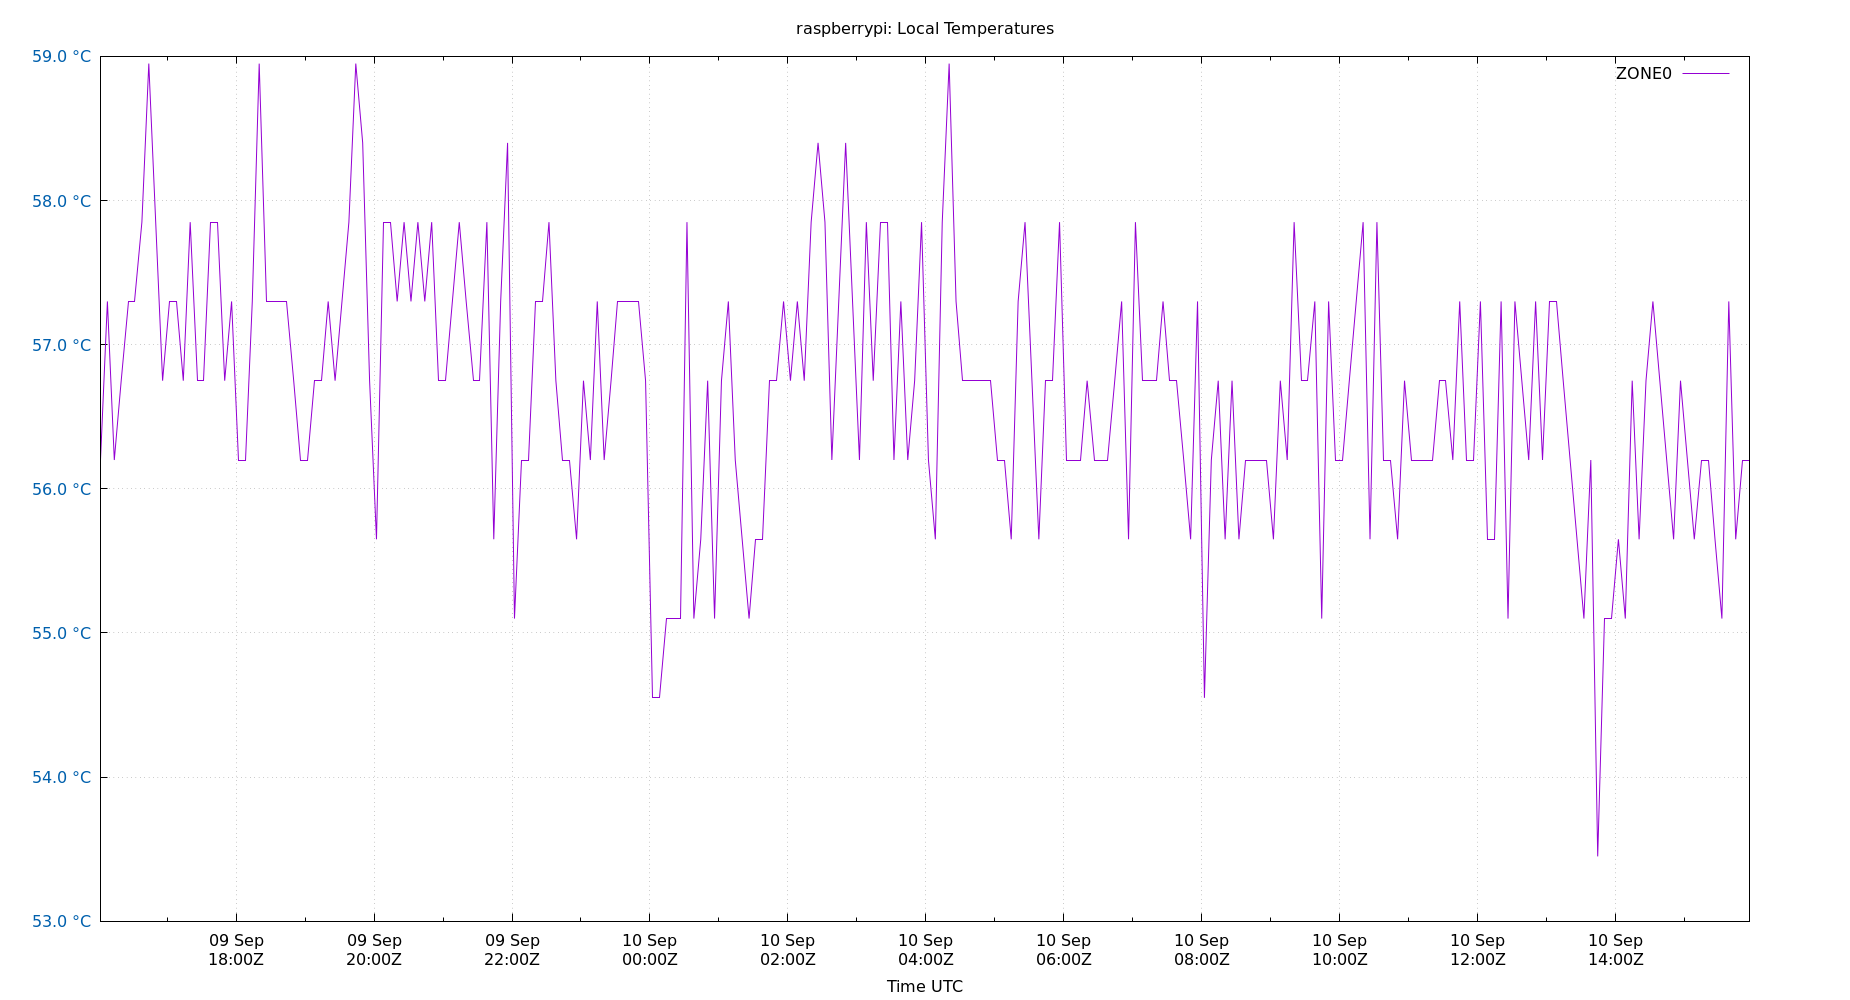 raspberrypi: Local Temperatures
59.0 °C
ZONE0
58.0 °C
57.0 °C
56.0 °C
55.0 °C
54.0 °C
53.0 °C
09 Sep 09 Sep 09 Sep 10 Sep 10 Sep 10 Sep 10 Sep 10 Sep 10 Sep 10 Sep 10 Sep
18:00Z 20:00Z 22:00Z 00:00Z 02:00Z 04:00Z 06:00Z 08:00Z 10:00Z 12:00Z 14:00Z
Time UTC